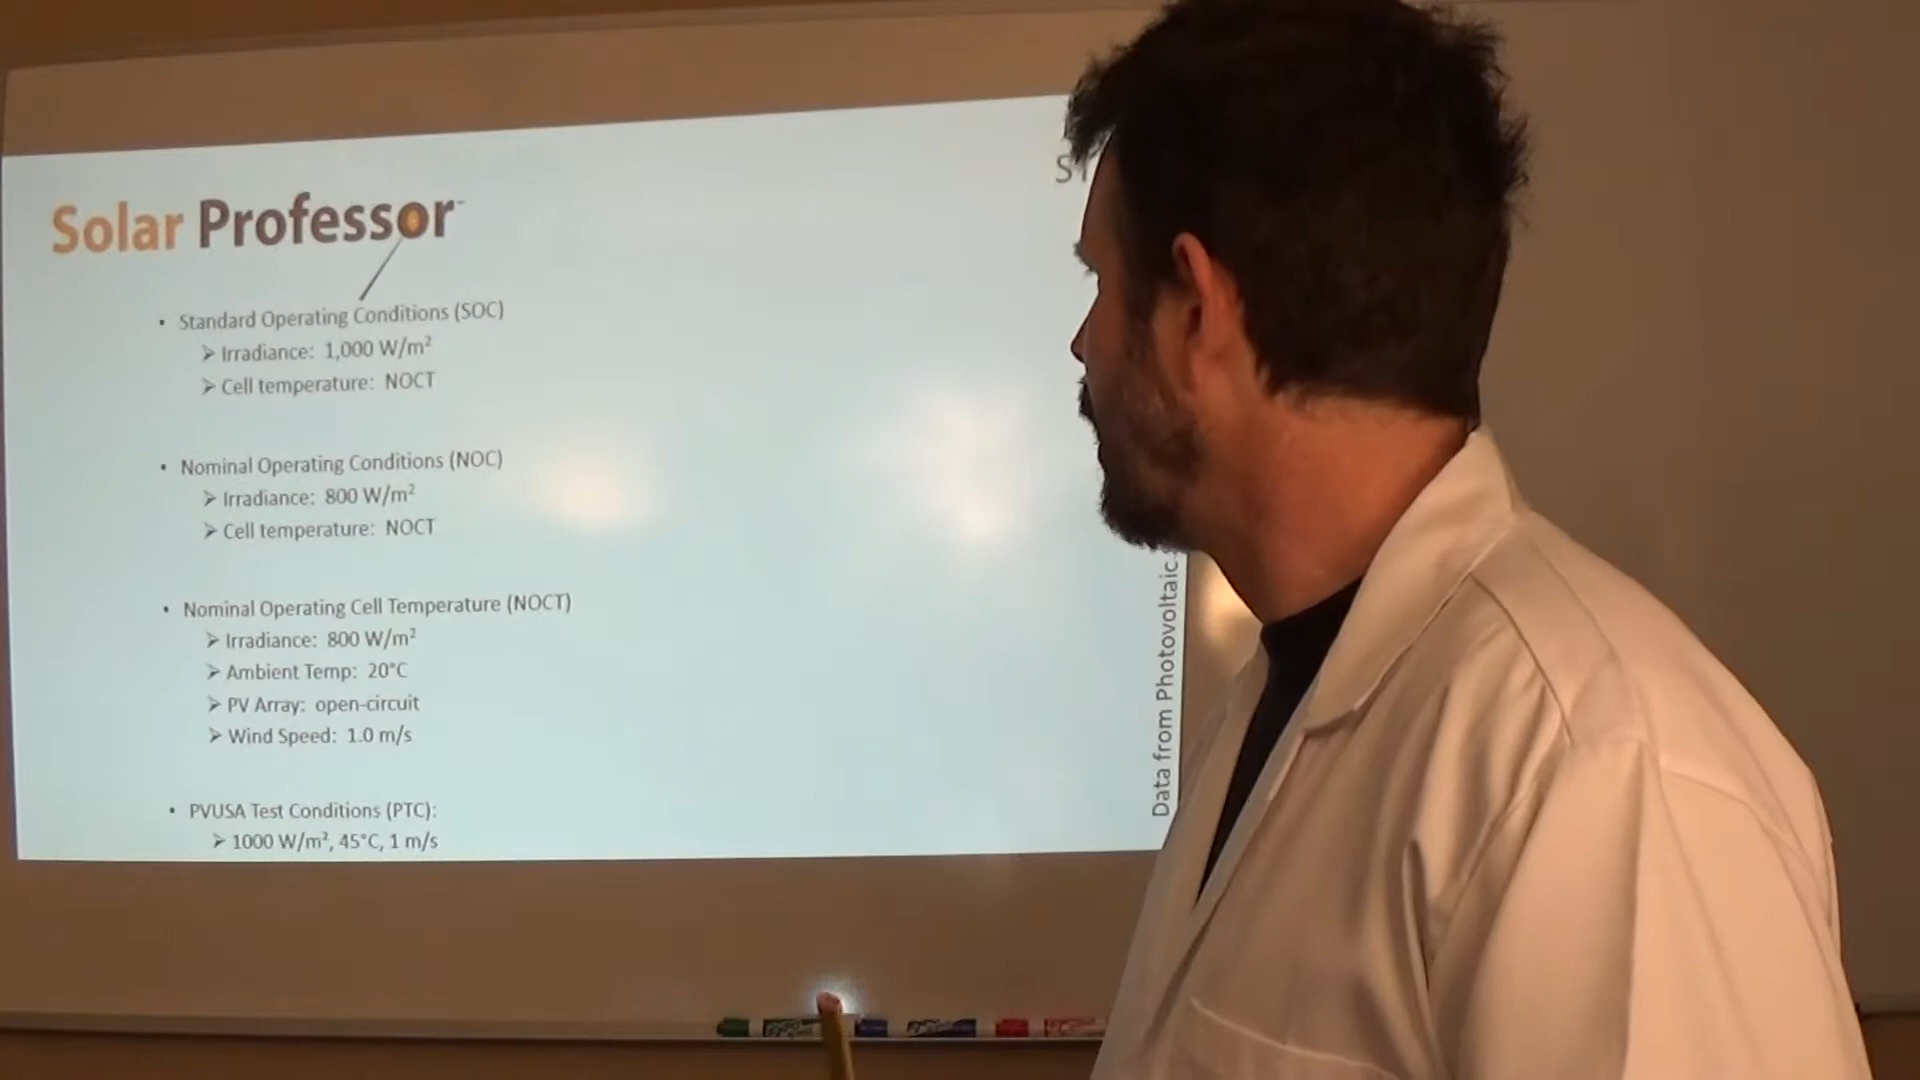 Solar Professor
• Standard Operating Conditions (SOC)
➢ Irradiance: 1,000 W/m²
➢ Cell temperature: NOCT
• Nominal Operating Conditions (NOC)
➢ Irradiance: 800 W/m²
➢ Cell temperature: NOCT
• Nominal Operating Cell Temperature (NOCT)
➢ Irradiance: 800 W/m²
➢ Ambient Temp: 20°C
➢ PV Array: open-circuit
➢ Wind Speed: 1.0 m/s
• PVUSA Test Conditions (PTC):
➢ 1000 W/m², 45°C, 1 m/s
Data from Photovoltaic